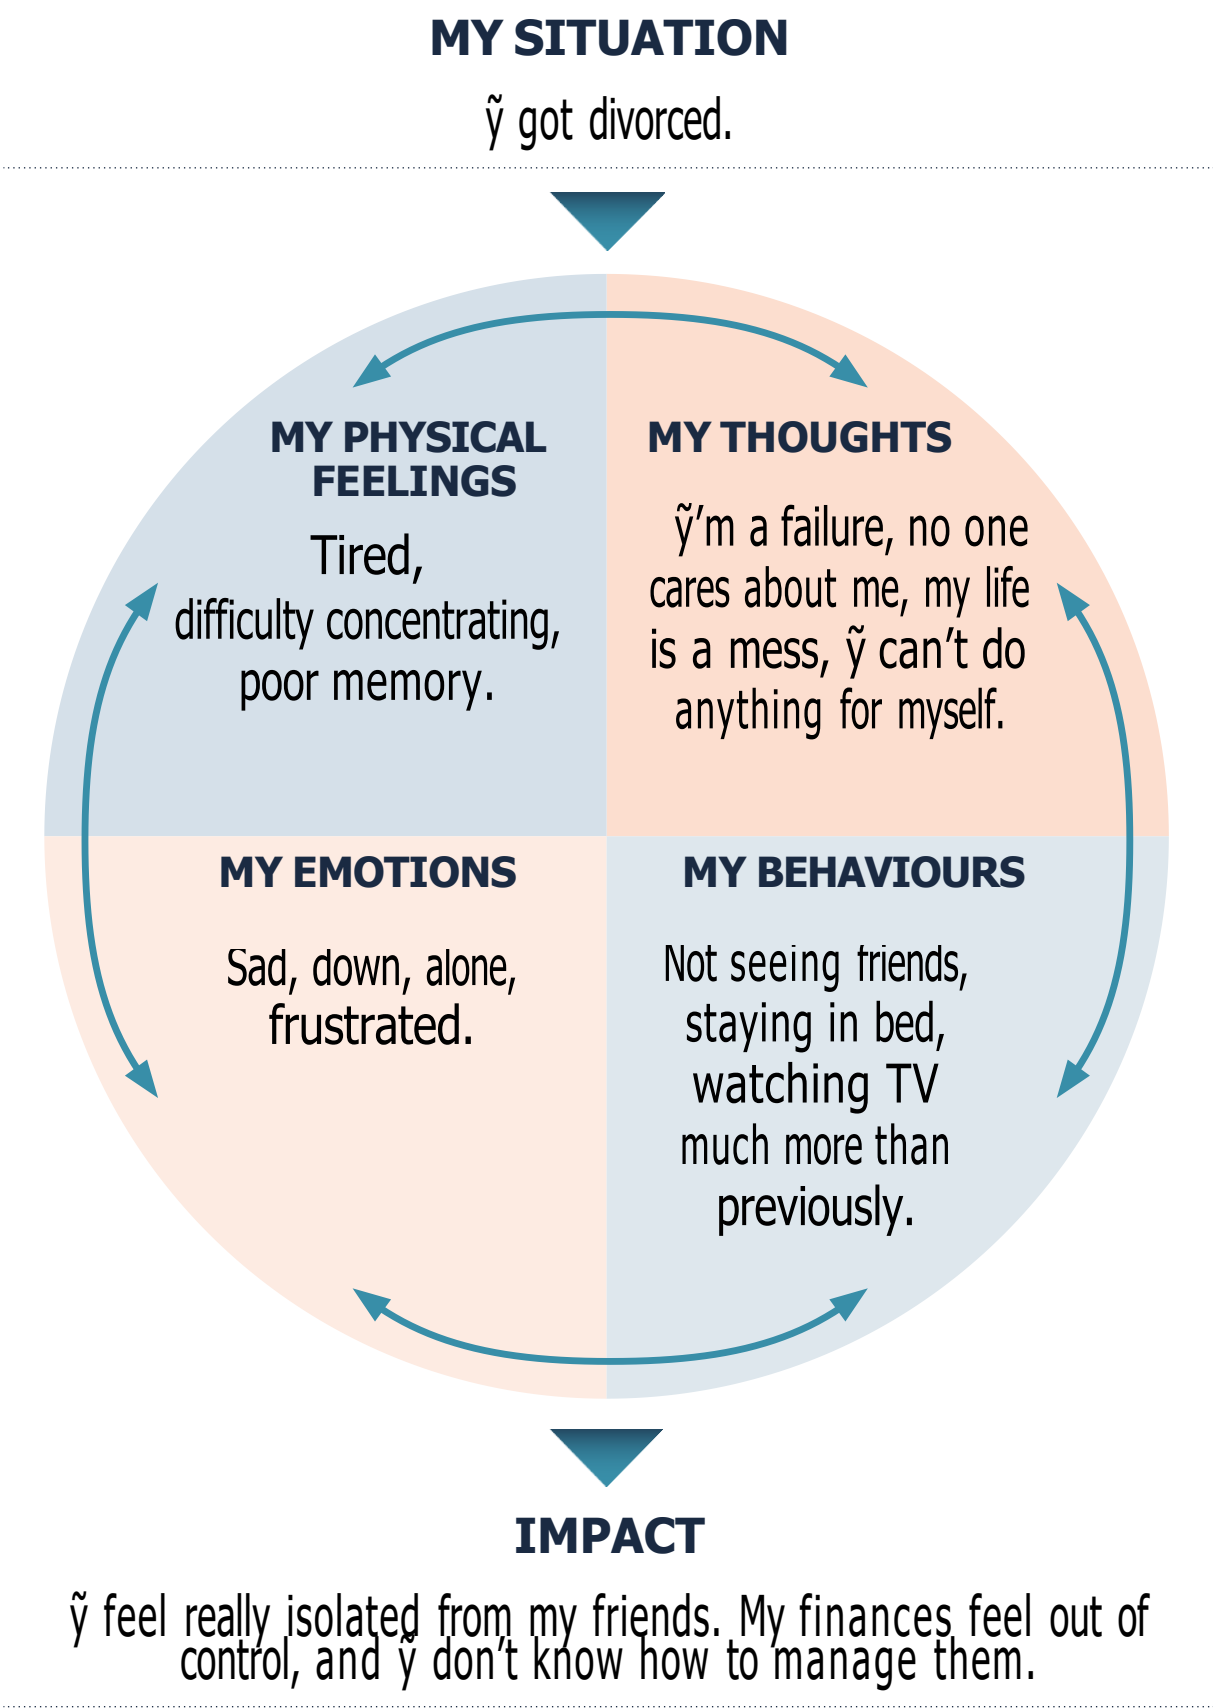 MY SITUATION
ỹ got divorced.
MY PHYSICAL
FEELINGS
Tired,
difficulty concentrating,
poor memory.
MY THOUGHTS
ỹ’m a failure, no one
cares about me, my life
is a mess, ỹ can’t do
anything for myself.
MY EMOTIONS
Sad, down, alone,
frustrated.
MY BEHAVIOURS
Not seeing friends,
staying in bed,
watching TV
much more than
previously.
IMPACT
ỹ feel really isolated from my friends. My finances feel out of
control, and ỹ don’t know how to manage them.